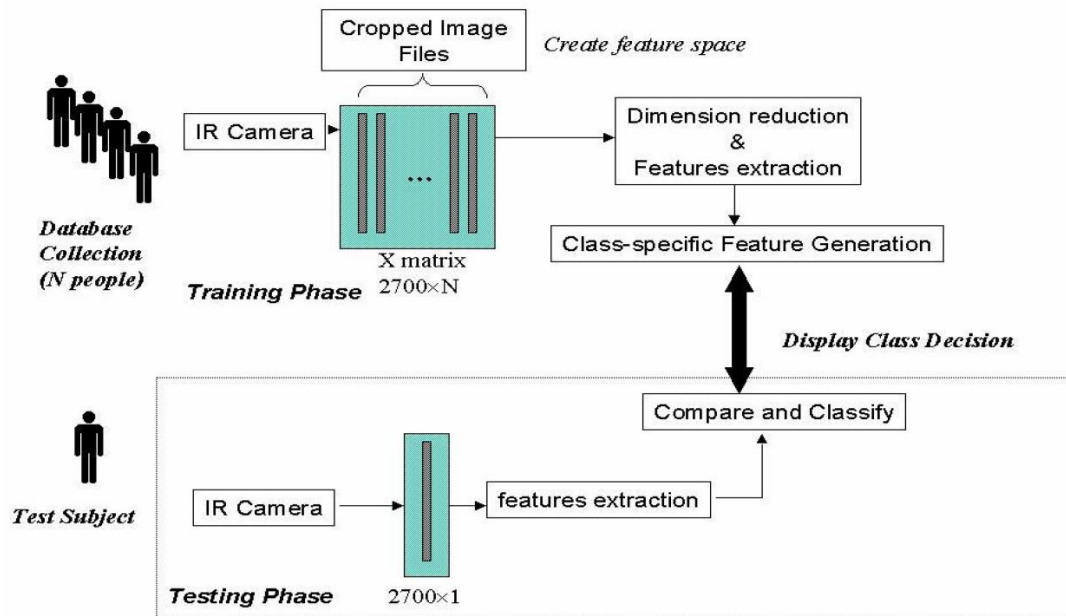 Cropped Image
Files
Create feature space
IR Camera
...
Dimension reduction
&
Features extraction
Database
Collection
(N people)
X matrix
2700×N
Training Phase
Class-specific Feature Generation
Display Class Decision
Compare and Classify
Test Subject
IR Camera
features extraction
Testing Phase
2700×1